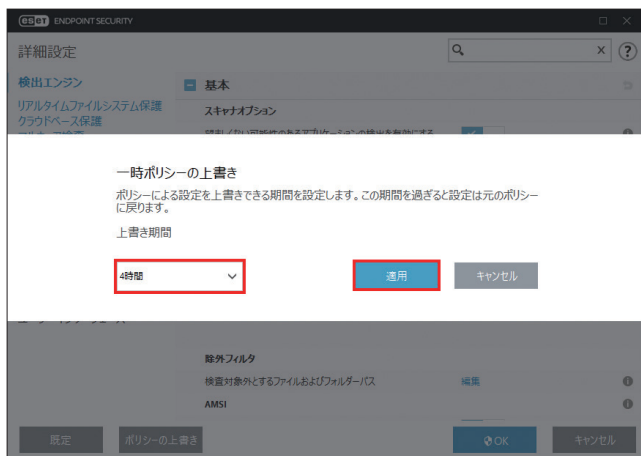 eset ENDPOINT SECURITY
詳細設定
検出エンジン
基本
リアルタイムファイルシステム保護
スキャナオプション
クラウドベース保護
一時ポリシーの上書き
ポリシーによる設定を上書きできる期間を設定します。この期間を過ぎると設定は元のポリシー
に戻ります。
上書き期間
4時間
適用
キャンセル
除外フィルタ
検査対象外とするファイルおよびフォルダーパス
編集
AMSI
既定
ポリシーの上書き
OK
キャンセル